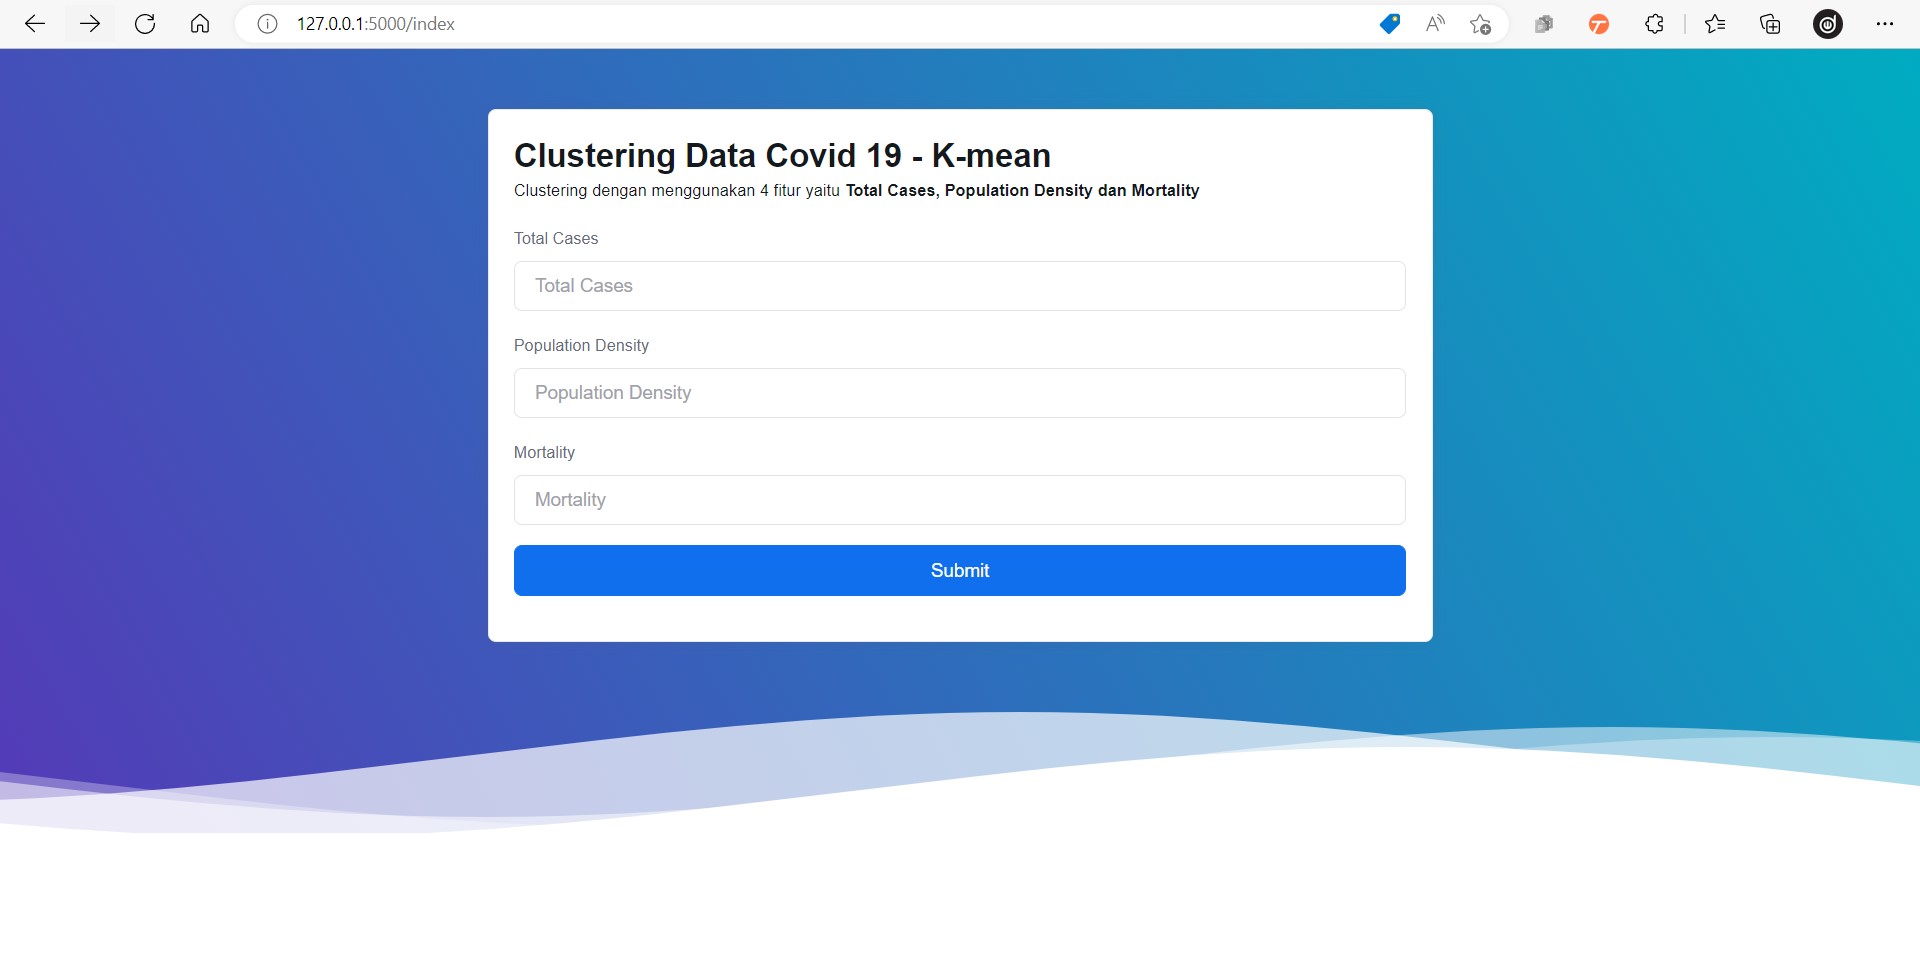 127.0.0.1:5000/index
Clustering Data Covid 19 - K-mean
Clustering dengan menggunakan 4 fitur yaitu Total Cases, Population Density dan Mortality
Total Cases
Total Cases
Population Density
Population Density
Mortality
Mortality
Submit